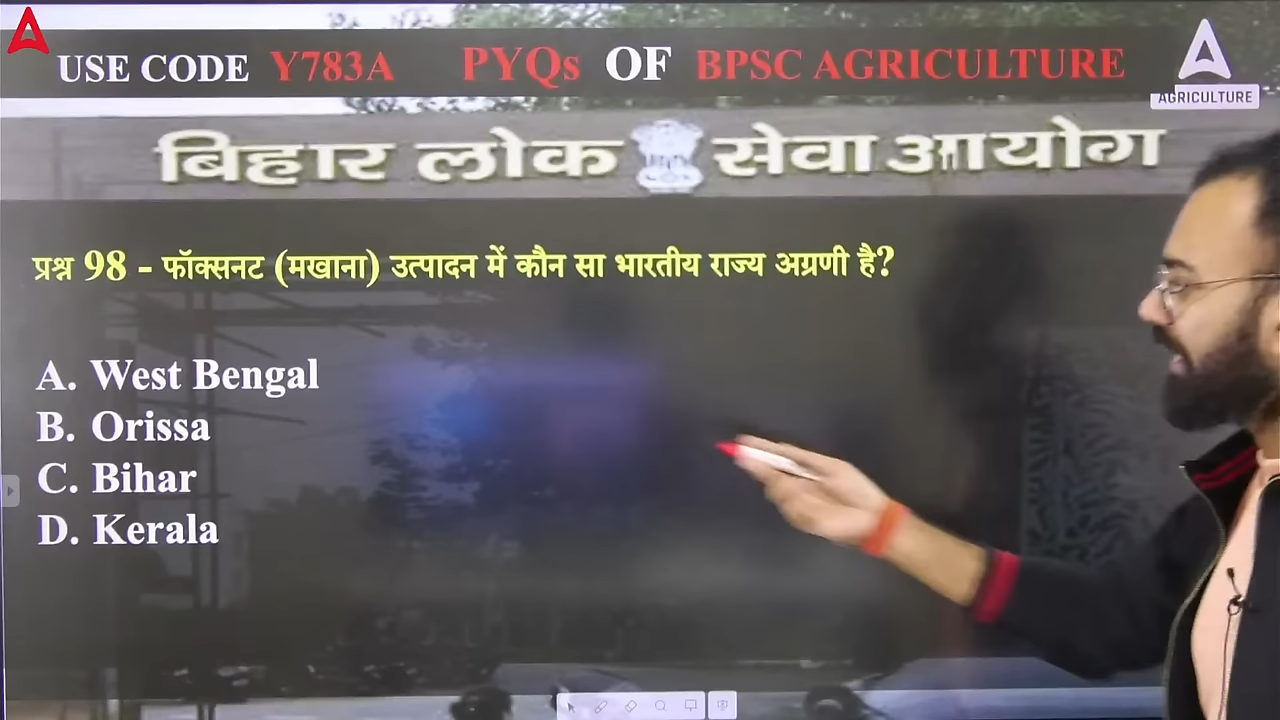 USE CODE Y783A PYQs OF BPSC AGRICULTURE
AGRICULTURE
बिहार लोक सेवा आयोग
प्रश्न 98 - फॉक्सनट (मखाना) उत्पादन में कौन सा भारतीय राज्य अग्रणी है?
A. West Bengal
B. Orissa
C. Bihar
D. Kerala